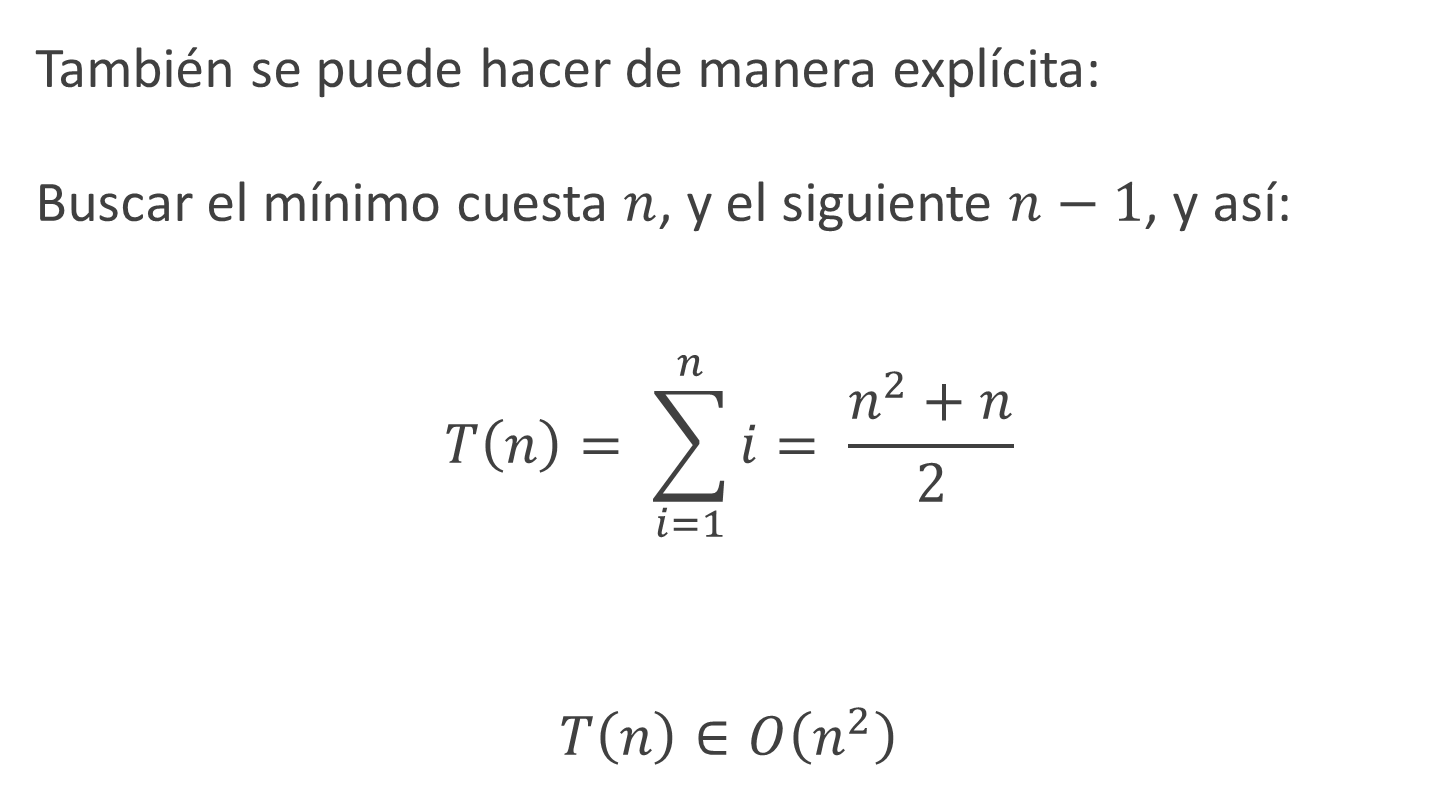 También se puede hacer de manera explícita:
Buscar el mínimo cuesta n, y el siguiente n − 1, y así:
T(n) = ∑_{i=1}^{n} i = \frac{n² + n}{2}
T(n) ∈ O(n²)